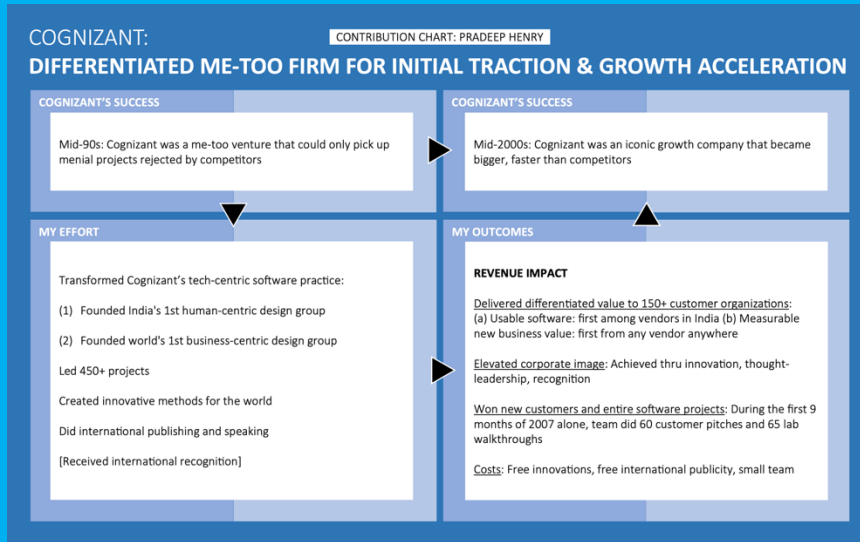 COGNIZANT:
CONTRIBUTION CHART: PRADEEP HENRY
DIFFERENTIATED ME-TOO FIRM FOR INITIAL TRACTION & GROWTH ACCELERATION
COGNIZANT'S SUCCESS
Mid-90s: Cognizant was a me-too venture that could only pick up
menial projects rejected by competitors
COGNIZANT'S SUCCESS
Mid-2000s: Cognizant was an iconic growth company that became
bigger, faster than competitors
MY EFFORT
Transformed Cognizant's tech-centric software practice:
(1) Founded India's 1st human-centric design group
(2) Founded world's 1st business-centric design group
Led 450+ projects
Created innovative methods for the world
Did international publishing and speaking
[Received international recognition]
MY OUTCOMES
REVENUE IMPACT
Delivered differentiated value to 150+ customer organizations:
(a) Usable software: first among vendors in India (b) Measurable
new business value: first from any vendor anywhere
Elevated corporate image: Achieved thru innovation, thought-
leadership, recognition
Won new customers and entire software projects: During the first 9
months of 2007 alone, team did 60 customer pitches and 65 lab
walkthroughs
Costs: Free innovations, free international publicity, small team